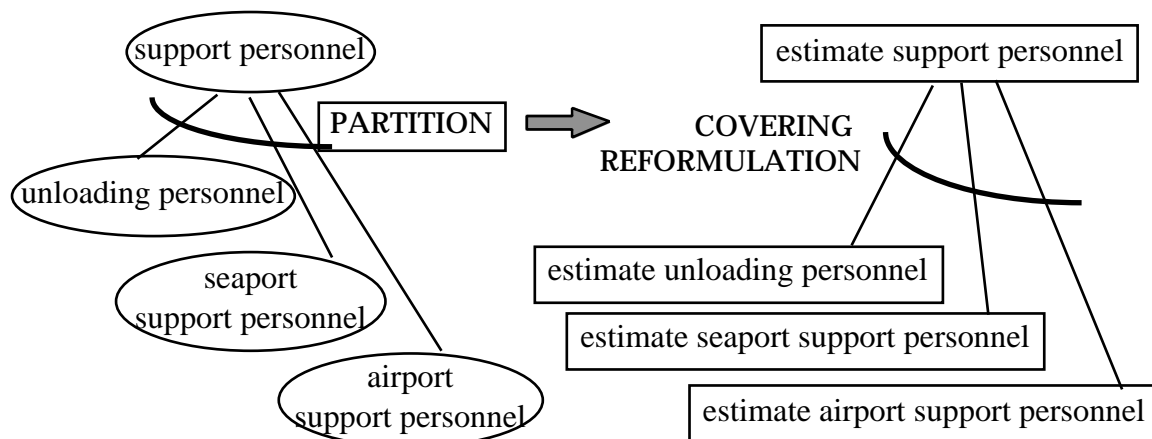 support personnel
PARTITION
unloading personnel
seaport
support personnel
airport
support personnel
COVERING
REFORMULATION
estimate support personnel
estimate unloading personnel
estimate seaport support personnel
estimate airport support personnel